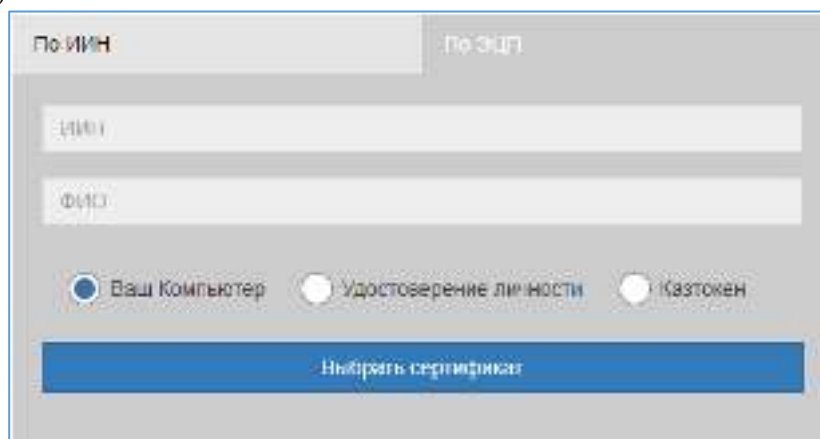 По ИИН
По ЭЦП
ИИН
ФИО
Ваш Компьютер
Удостоверение личности
Казтокен
Выбрать сертификат